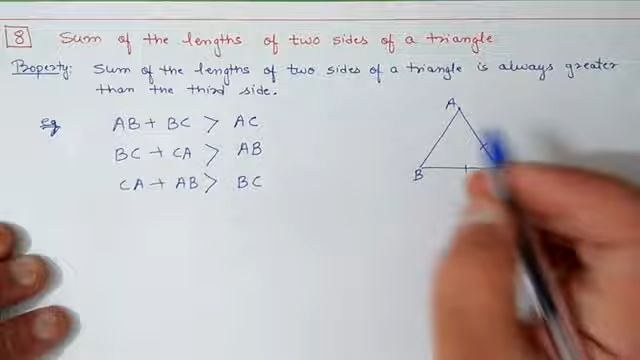 8 Sum of the lengths of two sides of a triangle
Property: Sum of the lengths of two sides of a triangle is always greater
than the third side.
Eg AB + BC > AC
BC + CA > AB
CA + AB > BC
A
B